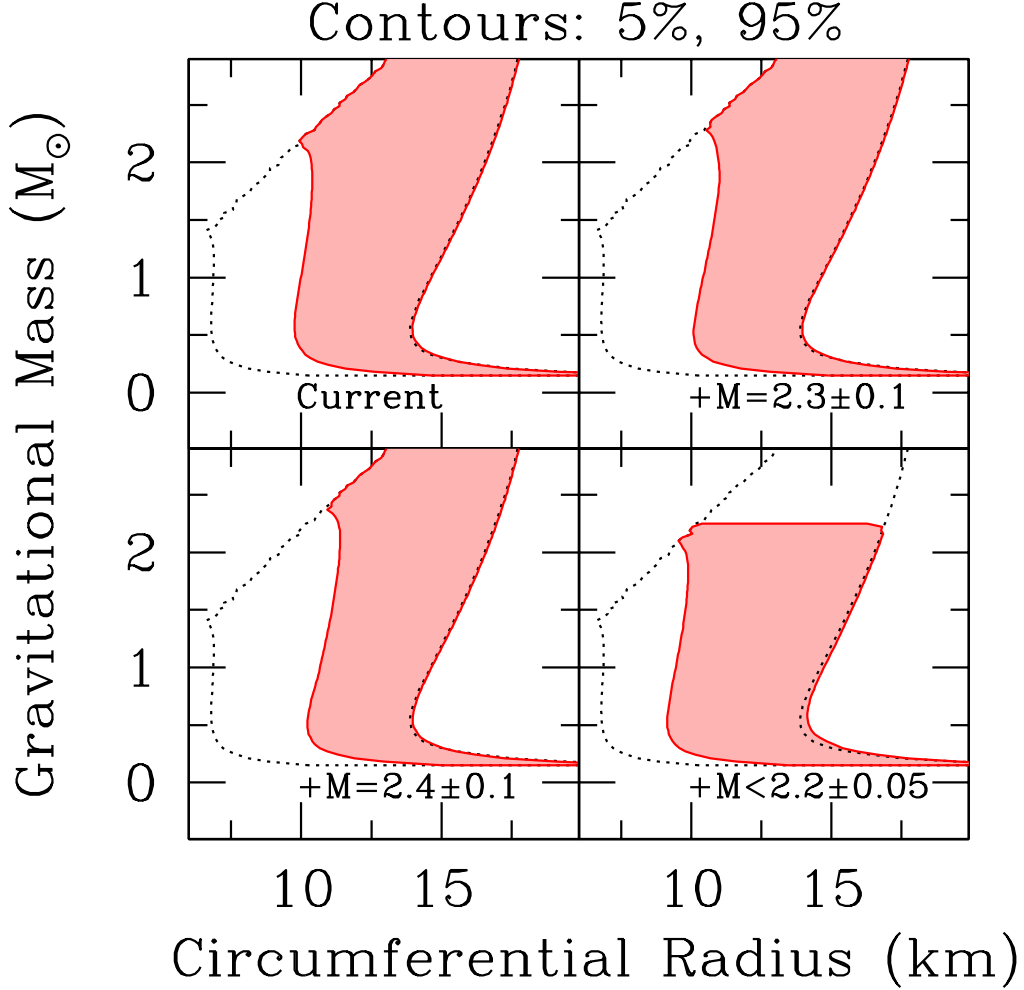 Contours: 5%, 95%
Gravitational Mass (M☉)
2
1
0
Current
+M=2.3±0.1
2
1
0
+M=2.4±0.1
+M<2.2±0.05
10 15 10 15
Circumferential Radius (km)